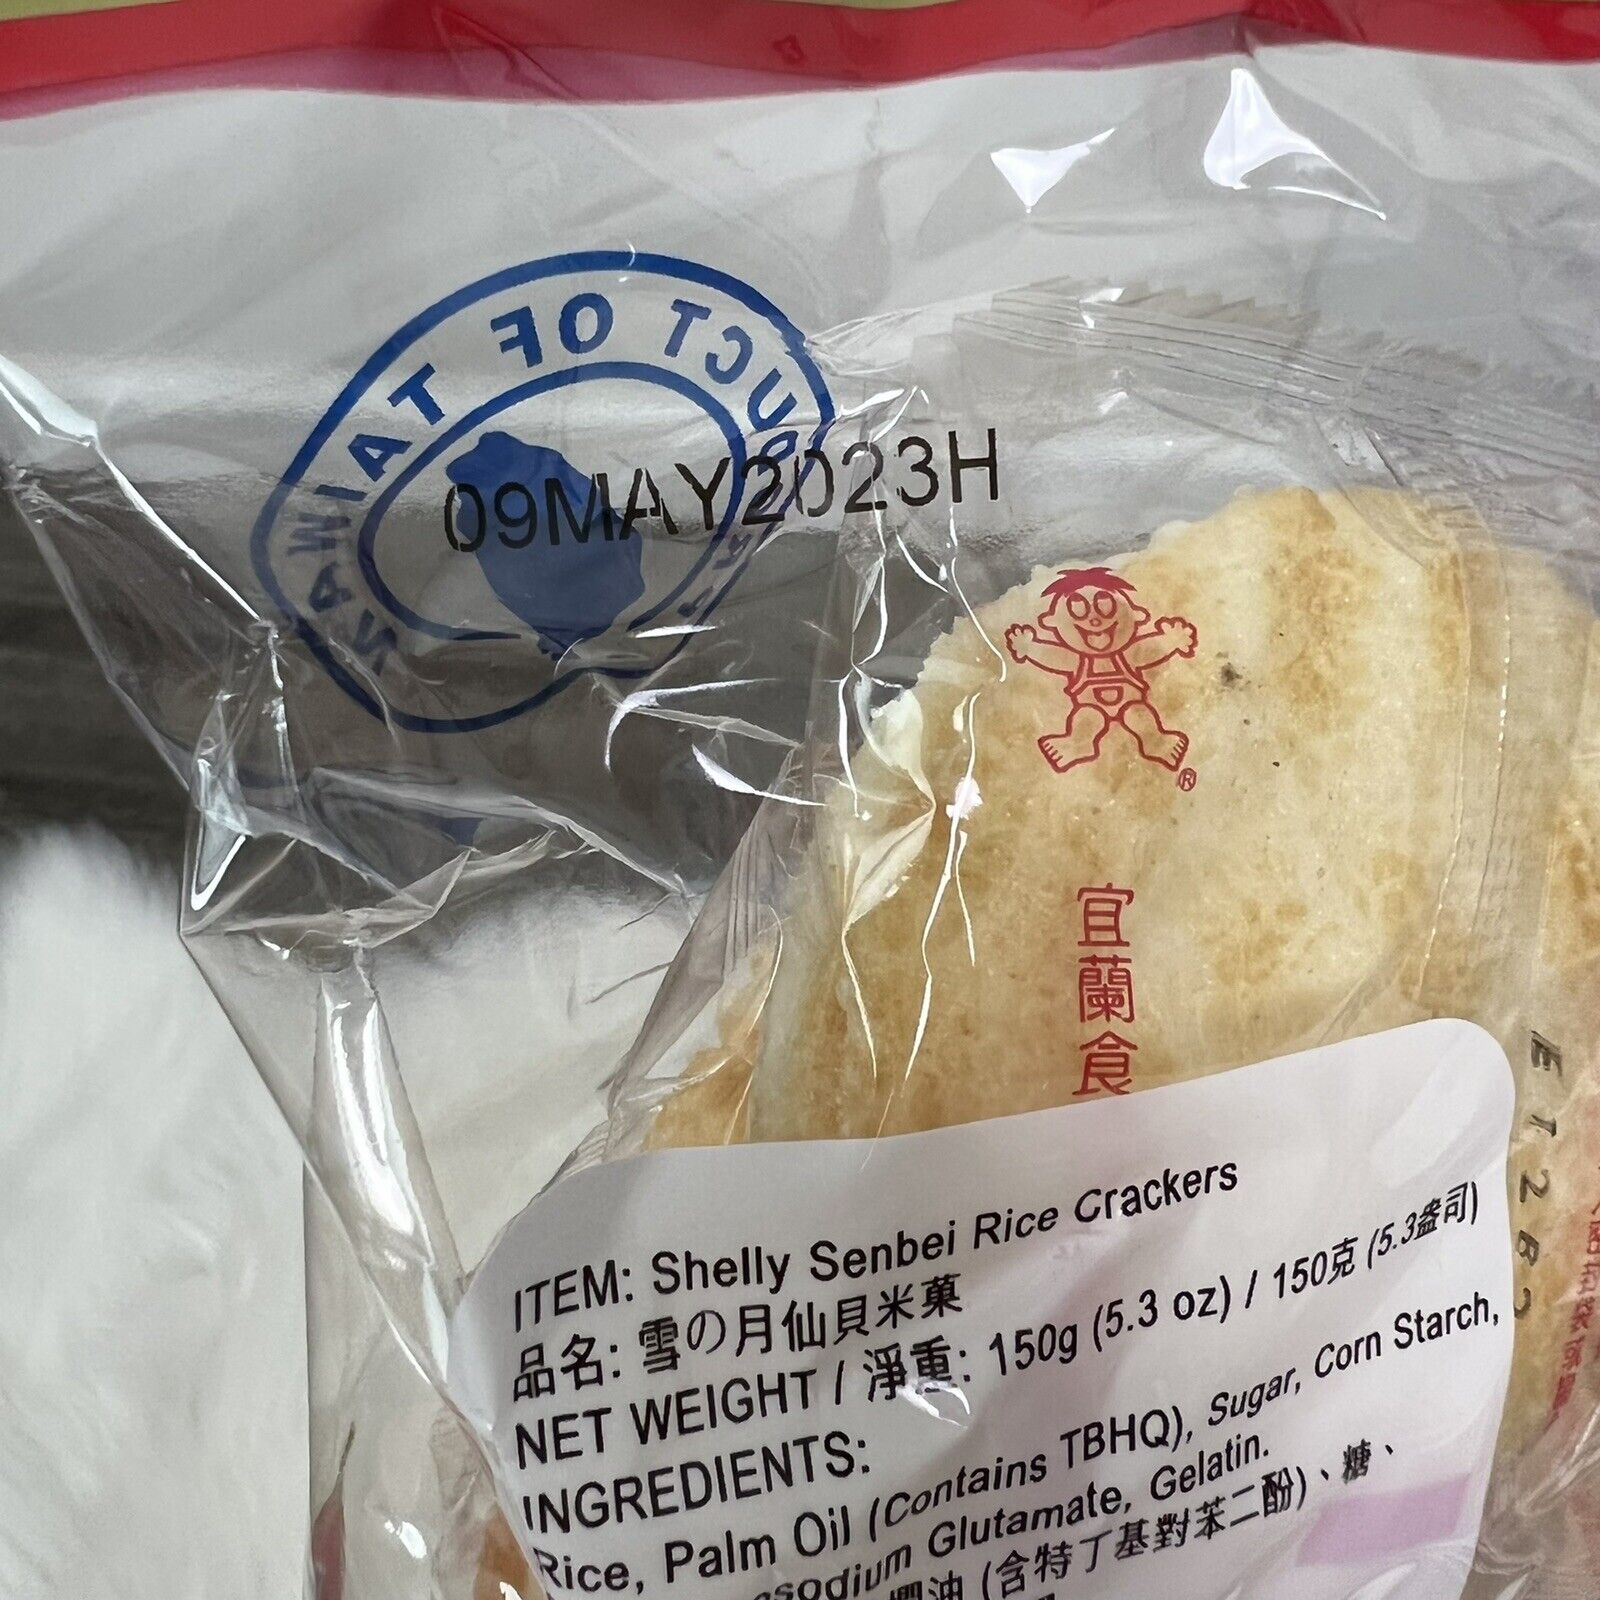 PRODUCT OF TAIWAN
09MAY2023H
®
宜蘭食
ITEM: Shelly Senbei Rice Crackers
品名: 雪の月仙貝米菓
NET WEIGHT / 淨重: 150g (5.3 oz) / 150克 (5.3盎司)
INGREDIENTS:
Rice, Palm Oil (Contains TBHQ), Sugar, Corn Starch,
Glutamate, Gelatin.
油 (含特丁基對苯二酚)、糖、